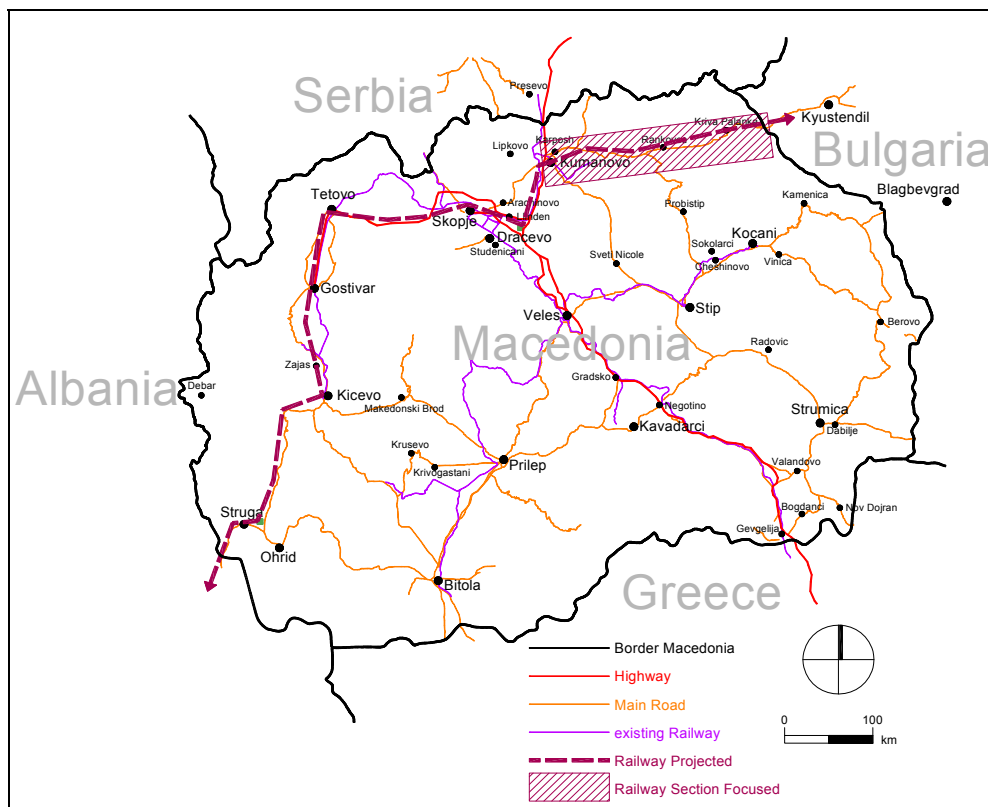 Serbia
Presevo
Kyustendil
Kriva Palanka
Karposh
Rankovce
Lipkovo
Kumanovo
Bulgaria
Blagbevgrad
Tetovo
Aracinovo
Kamenica
Skopje
Probistip
Dracevo
Kocani
Studenicani
Sokolarci
Sveti Nicole
Cheshinovo
Vinica
Gostivar
Veles
Stip
Berovo
Macedonia
Radovic
Zajas
Albania
Debar
Gradsko
Kicevo
Makedonski Brod
Negotino
Strumica
Kavadarci
Dabilje
Krusevo
Prilep
Krivogastani
Valandovo
Struga
Bogdanci
Nov Dojran
Gevgelija
Ohrid
Bitola
Greece
Border Macedonia
Highway
Main Road
existing Railway
Railway Projected
Railway Section Focused
0 100
km